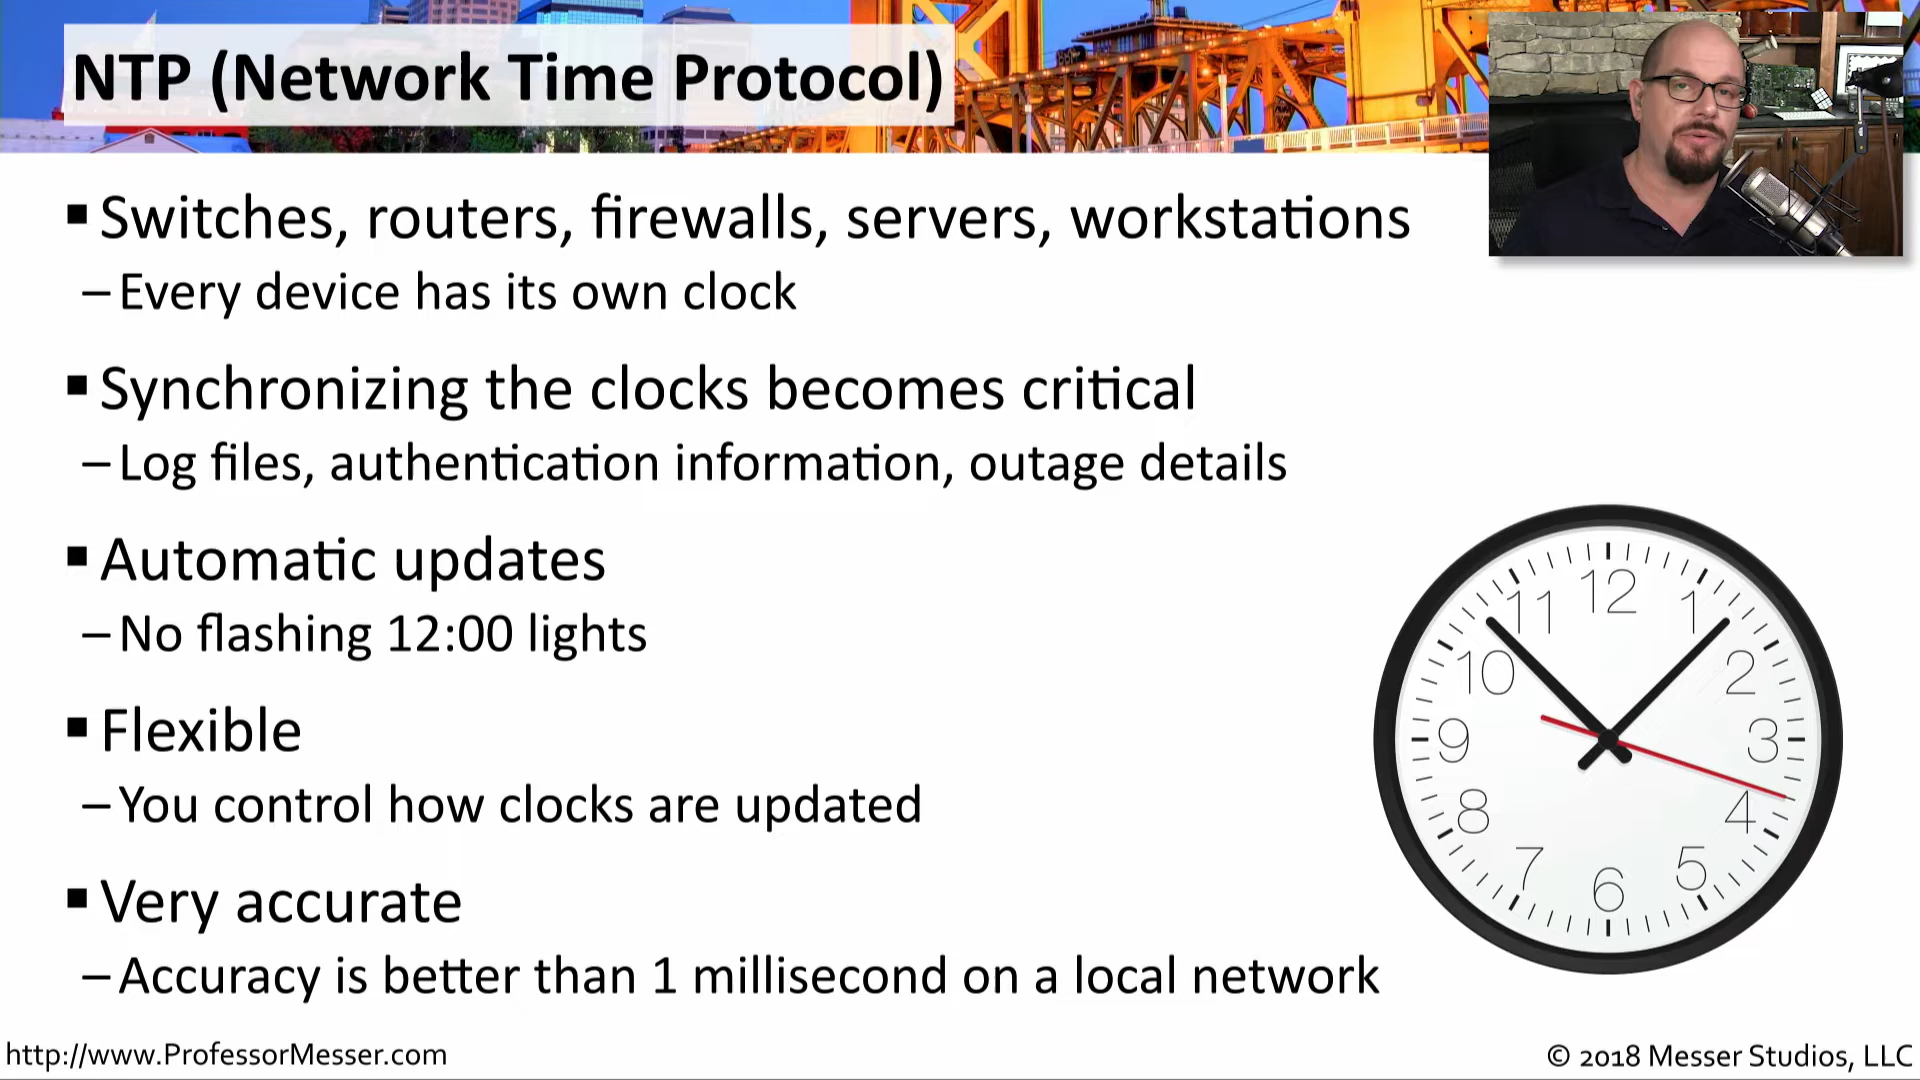 NTP (Network Time Protocol)
▪ Switches, routers, firewalls, servers, workstations
– Every device has its own clock
▪ Synchronizing the clocks becomes critical
– Log files, authentication information, outage details
▪ Automatic updates
– No flashing 12:00 lights
▪ Flexible
– You control how clocks are updated
▪ Very accurate
– Accuracy is better than 1 millisecond on a local network
12
1
2
3
4
5
6
7
8
9
10
11
http://www.ProfessorMesser.com
© 2018 Messer Studios, LLC